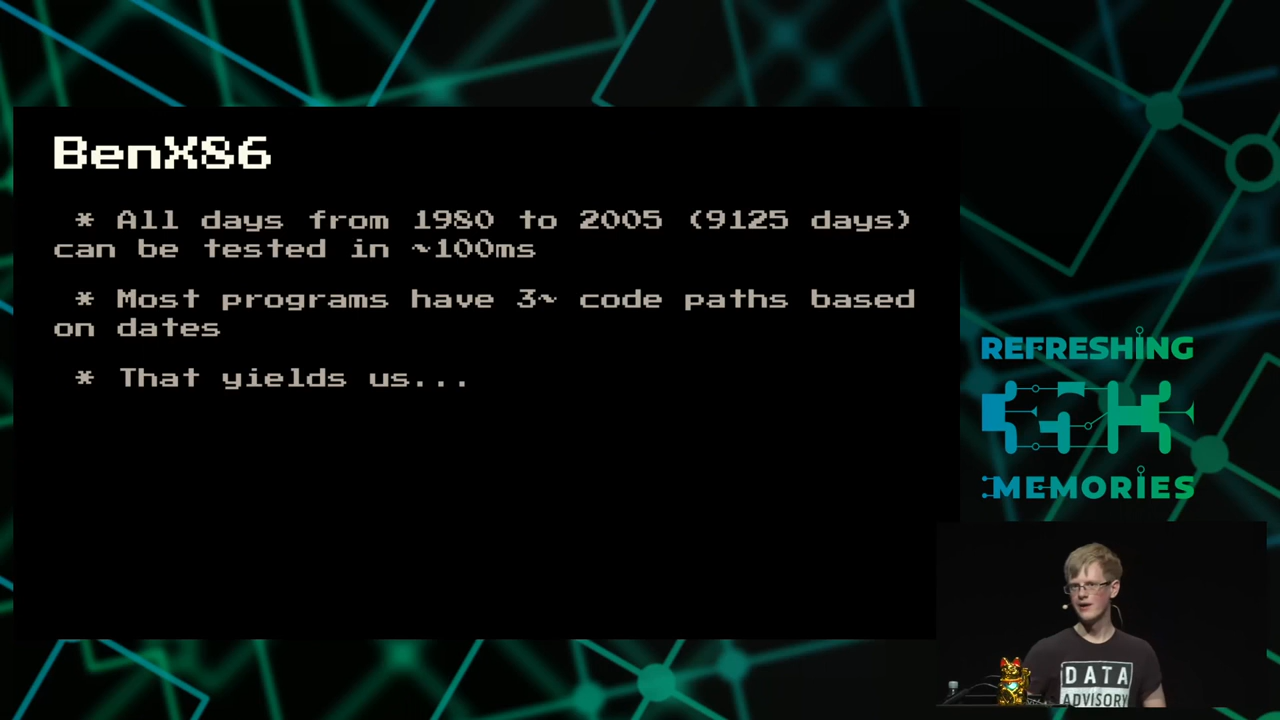 BenX86
* All days from 1980 to 2005 (9125 days)
can be tested in ~100ms
* Most programs have 3~ code paths based
on dates
* That yields us...
REFRESHING
MEMORIES
DATA
ADVISORY